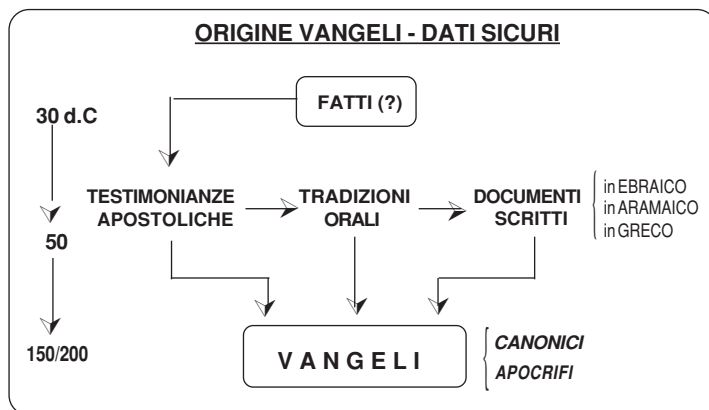 ORIGINE VANGELI - DATI SICURI
FATTI (?)
30 d.C
TESTIMONIANZE
APOSTOLICHE
TRADIZIONI
ORALI
DOCUMENTI
SCRITTI
in EBRAICO
in ARAMAICO
in GRECO
50
150/200
VANGELI
CANONICI
APOCRIFI